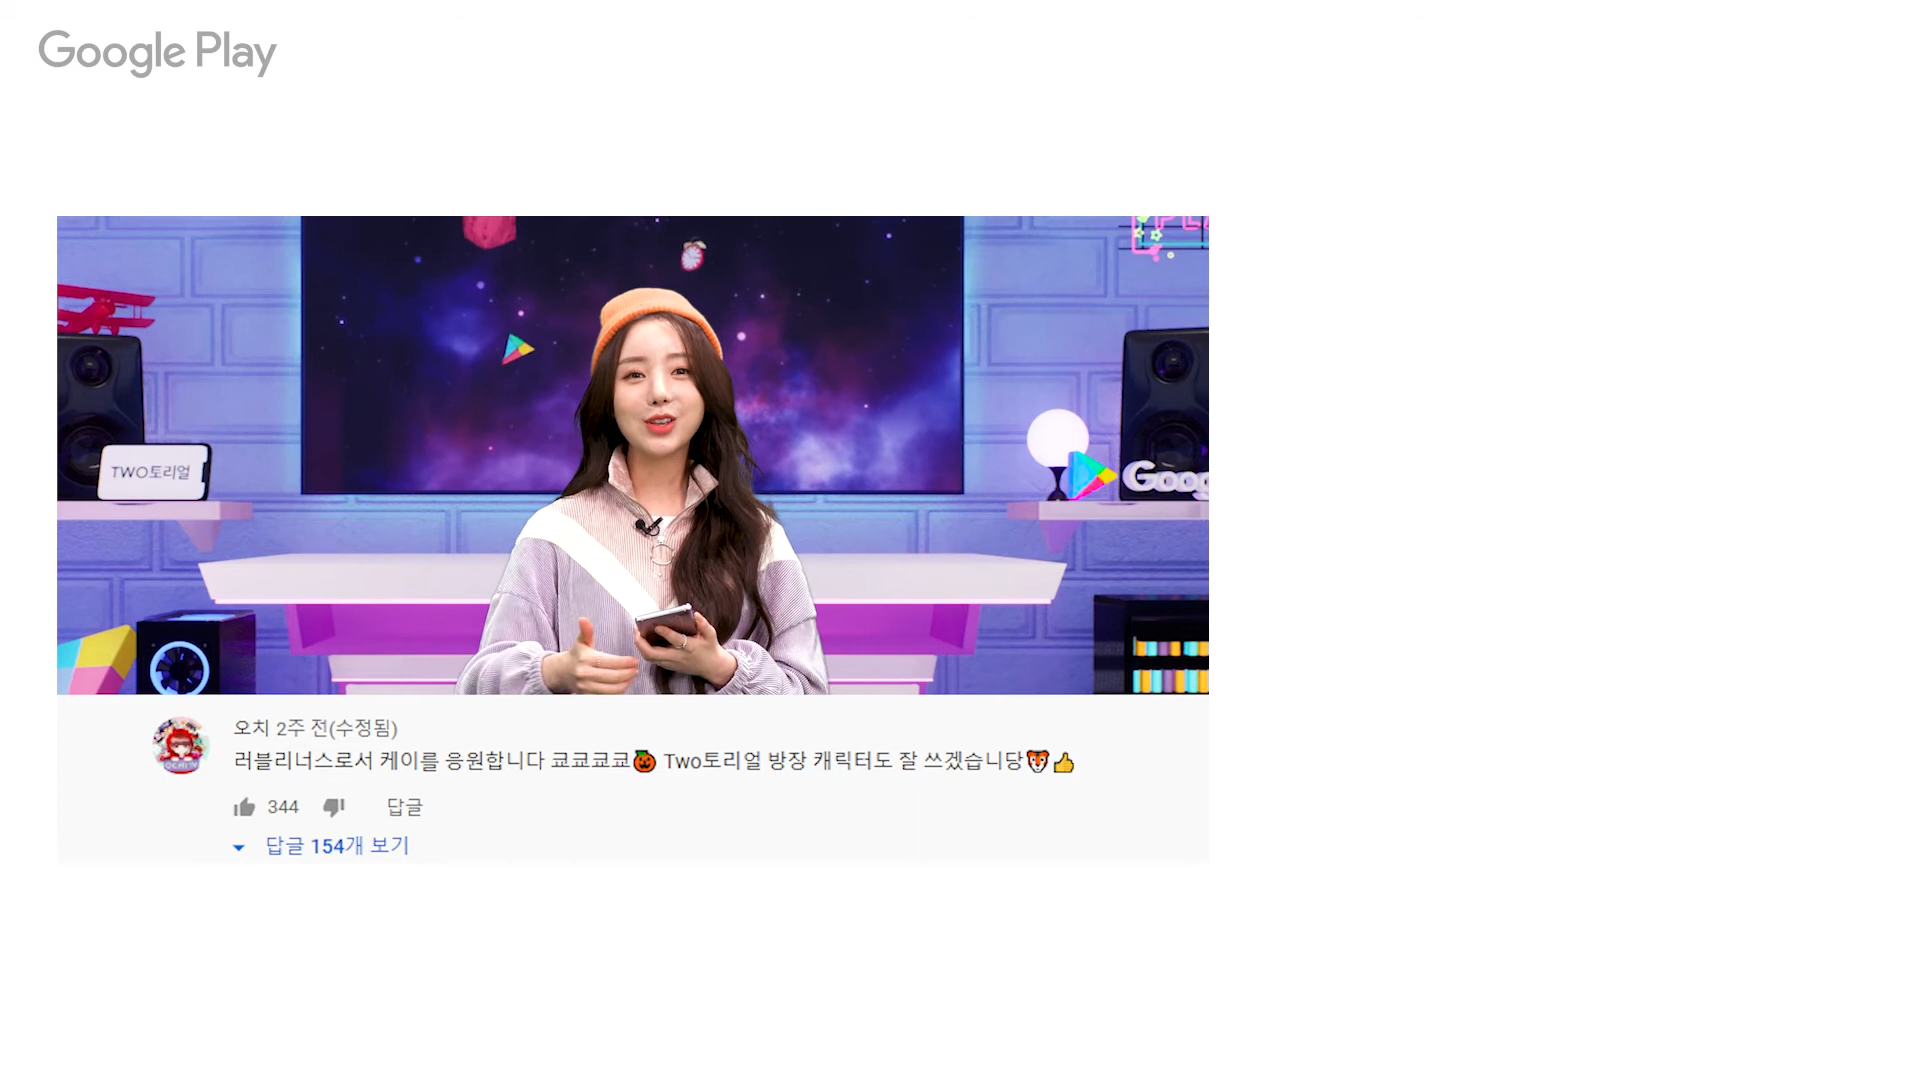 Google Play
PLA
TWO토리얼
Goog
오치 2주 전(수정됨)
러브리너스로서 케이를 응원합니다 쿄쿄쿄쿄🎃 Two토리얼 방장 캐릭터도 잘 쓰겠습니당🐯👍
344 답글
답글 154개 보기